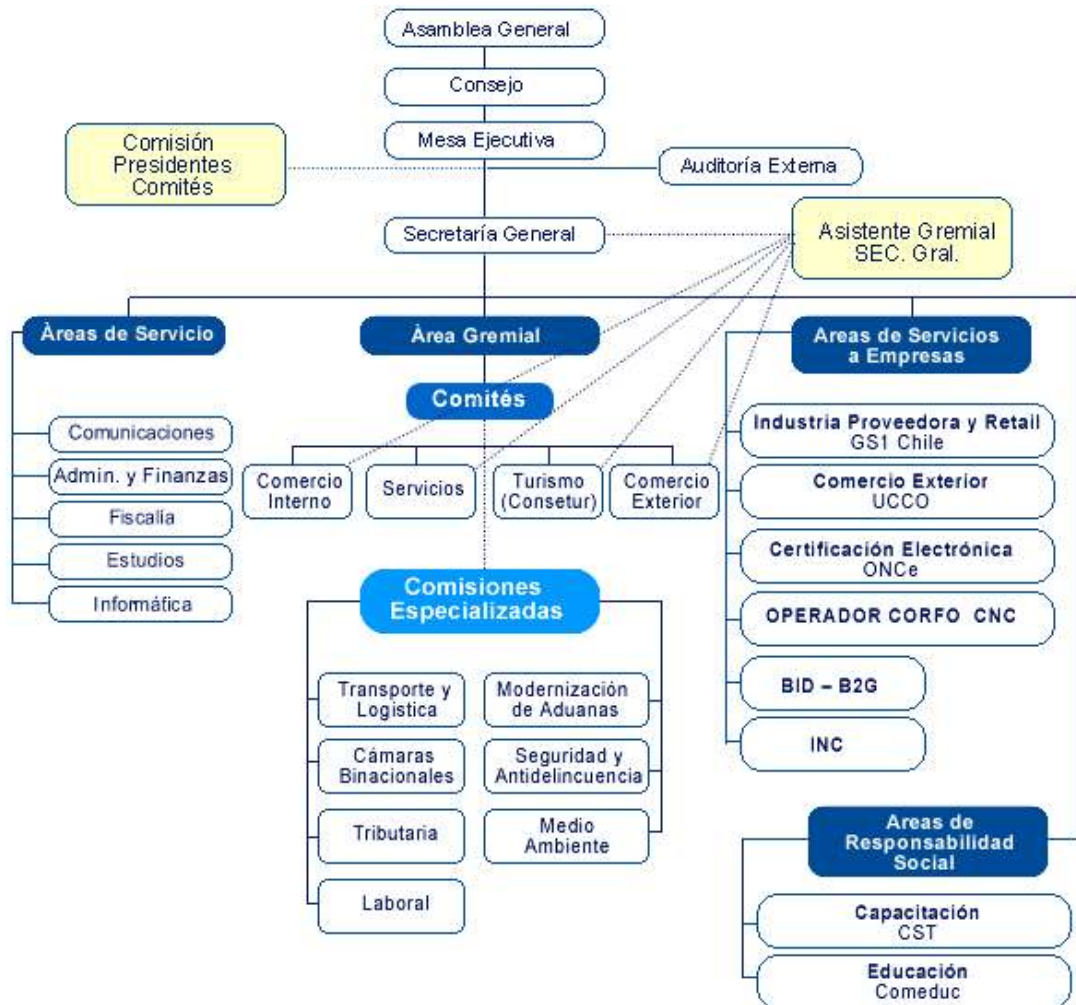 Asamblea General
Consejo
Mesa Ejecutiva
Comisión
Presidentes
Comités
Auditoría Externa
Secretaría General
Asistente Gremial
SEC. Gral.
Àreas de Servicio
Comunicaciones
Admin. y Finanzas
Fiscalía
Estudios
Informática
Àrea Gremial
Comités
Comercio
Interno
Servicios
Turismo
(Consetur)
Comercio
Exterior
Comisiones
Especializadas
Transporte y
Logística
Cámaras
Binacionales
Tributaria
Laboral
Modernización
de Aduanas
Seguridad y
Antidelincuencia
Medio
Ambiente
Areas de Servicios
a Empresas
Industria Proveedora y Retail
GS1 Chile
Comercio Exterior
UCCO
Certificación Electrónica
ONCe
OPERADOR CORFO CNC
BID – B2G
INC
Areas de
Responsabilidad
Social
Capacitación
CST
Educación
Comeduc